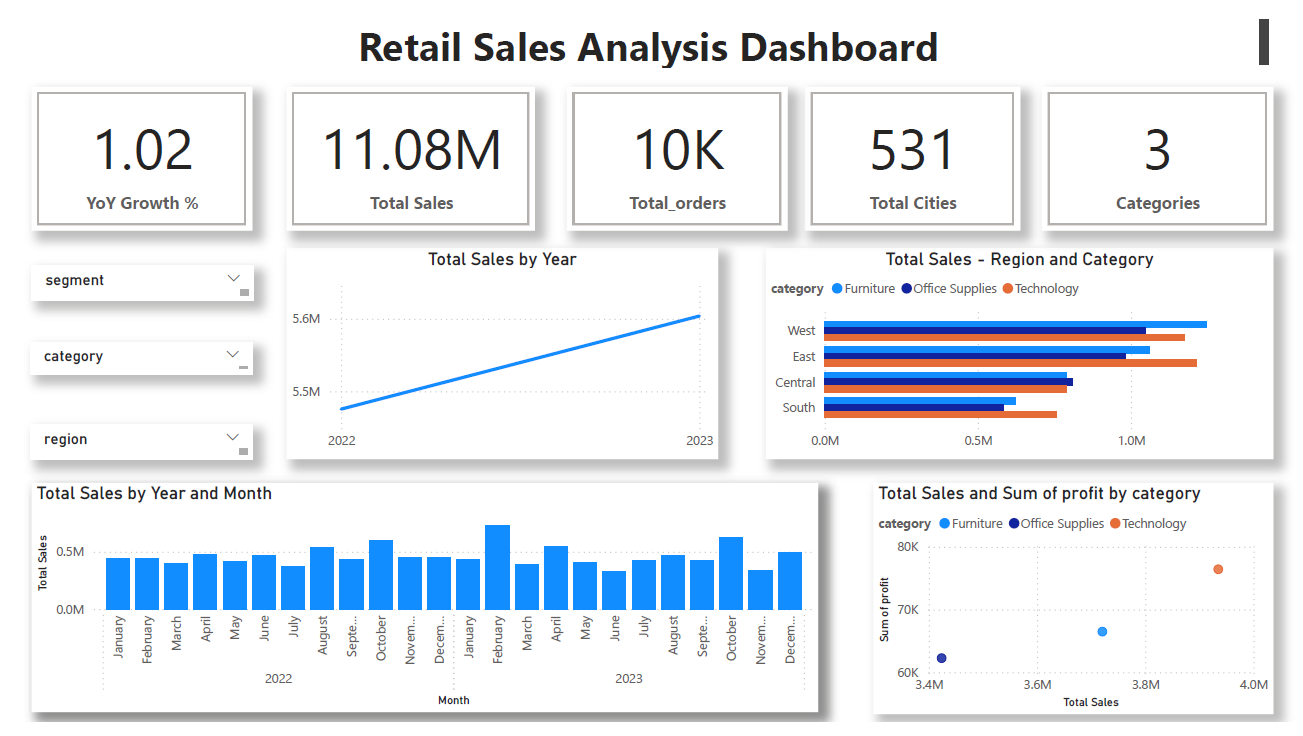 Retail Sales Analysis Dashboard
1.02
YoY Growth %
11.08M
Total Sales
10K
Total_orders
531
Total Cities
3
Categories
segment
category
region
Total Sales by Year
5.6M
5.5M
2022 2023
Total Sales - Region and Category
category Furniture Office Supplies Technology
West
East
Central
South
0.0M 0.5M 1.0M
Total Sales by Year and Month
Total Sales
0.5M
0.0M
January February March April May June July August Septe... October Novem... Decem... January February March April May June July August Septe... October Novem... Decem...
2022 2023
Month
Total Sales and Sum of profit by category
category Furniture Office Supplies Technology
Sum of profit
80K
70K
60K
3.4M 3.6M 3.8M 4.0M
Total Sales